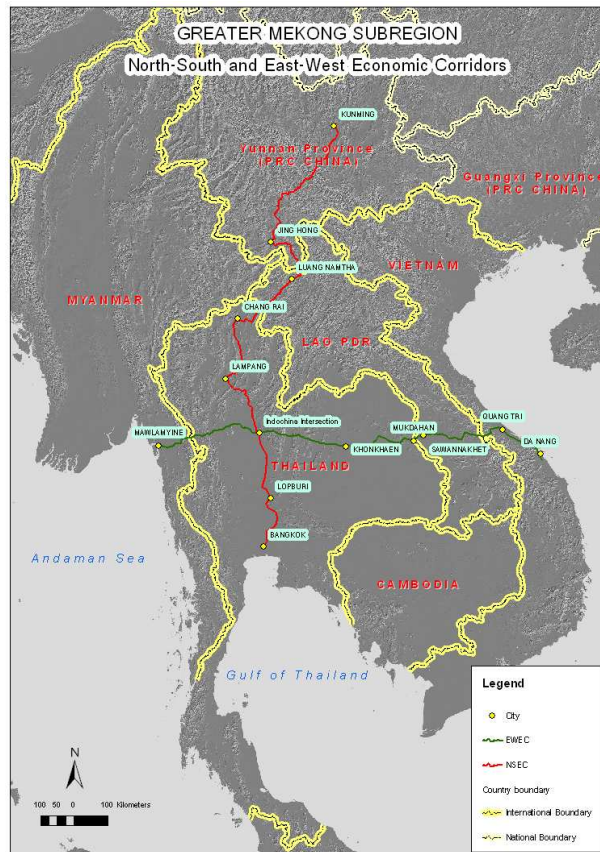 GREATER MEKONG SUBREGION
North-South and East-West Economic Corridors
KUNMING
Yunnan Province
(PRC CHINA)
Guangxi Province
(PRC CHINA)
JING HONG
LUANG NAMTHA
VIETNAM
MYANMAR
CHANG RAI
LAO PDR
LAMPANG
MAWLAMYINE
Indochina Intersection
MUKDAHAN
QUANG TRI
KHONKHAEN
SAWANNAKHET
DA NANG
THAILAND
LOPBURI
BANGKOK
Andaman Sea
CAMBODIA
Gulf of Thailand
Legend
City
EWEC
NSEC
Country boundary
International Boundary
National Boundary
N
100 50 0 100 Kilometers